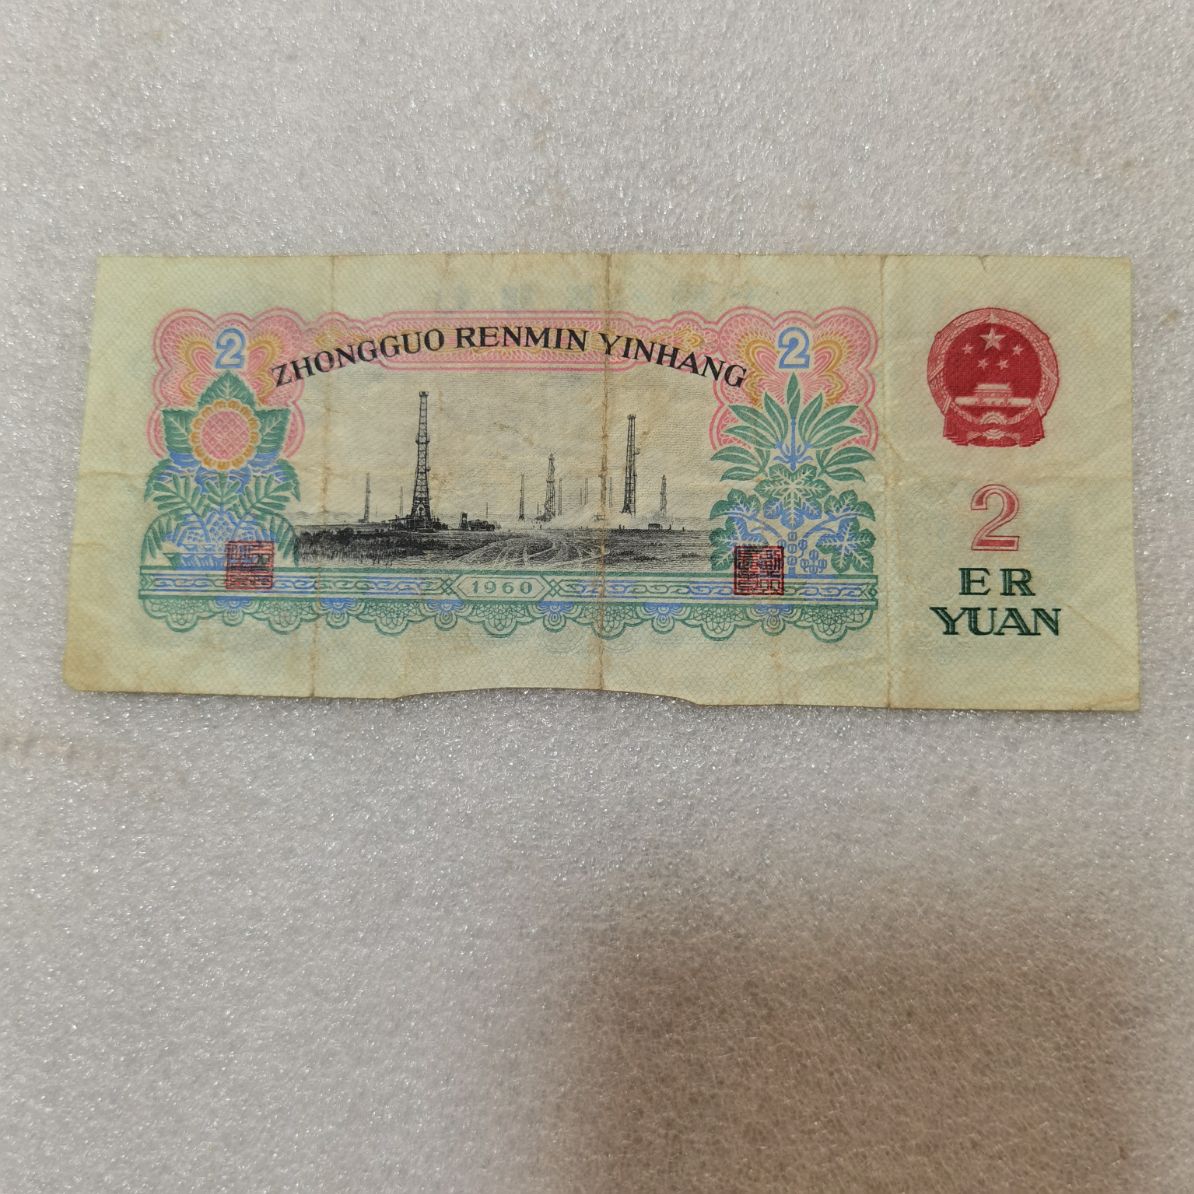 ZHONGGUO RENMIN YINHANG
2
2
1960
2
ER
YUAN